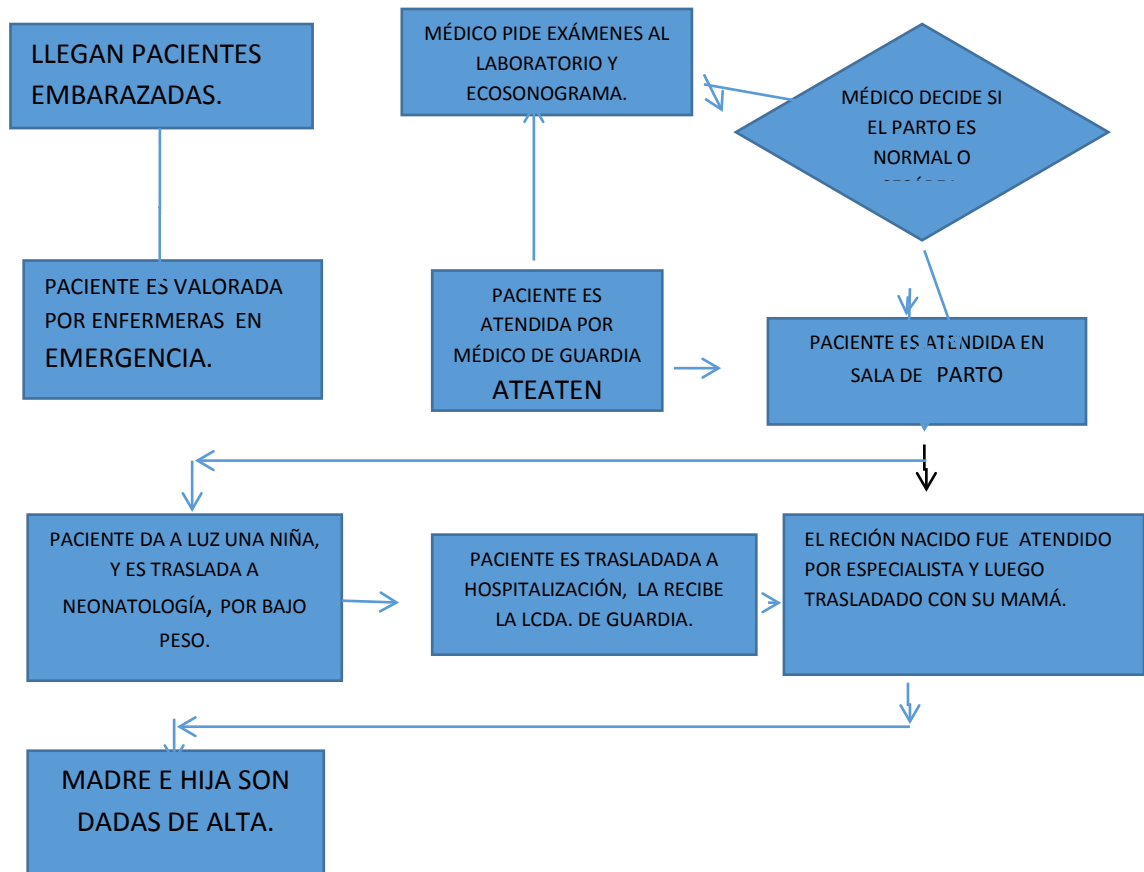 LLEGAN PACIENTES
EMBARAZADAS.
MÉDICO PIDE EXÁMENES AL
LABORATORIO Y
ECOSONOGRAMA.
MÉDICO DECIDE SI
EL PARTO ES
NORMAL O
PACIENTE ES VALORADA
POR ENFERMERAS EN
EMERGENCIA.
PACIENTE ES
ATENDIDA POR
MÉDICO DE GUARDIA
ATEATEN
PACIENTE ES ATENDIDA EN
SALA DE PARTO
PACIENTE DA A LUZ UNA NIÑA,
Y ES TRASLADA A
NEONATOLOGÍA, POR BAJO
PESO.
PACIENTE ES TRASLADADA A
HOSPITALIZACIÓN, LA RECIBE
LA LCDA. DE GUARDIA.
EL RECIÓN NACIDO FUE ATENDIDO
POR ESPECIALISTA Y LUEGO
TRASLADADO CON SU MAMÁ.
MADRE E HIJA SON
DADAS DE ALTA.